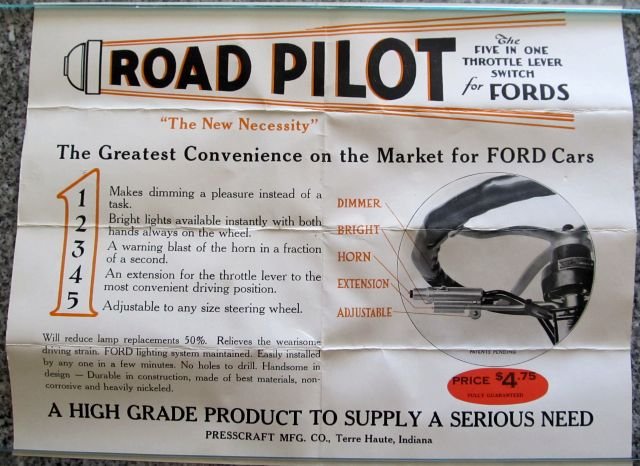 ROAD PILOT
The
FIVE IN ONE
THROTTLE LEVER
SWITCH
for FORDS
"The New Necessity"
The Greatest Convenience on the Market for FORD Cars
1 Makes dimming a pleasure instead of a
task.
2 Bright lights available instantly with both
hands always on the wheel.
3 A warning blast of the horn in a fraction
of a second.
4 An extension for the throttle lever to the
most convenient driving position.
5 Adjustable to any size steering wheel.
DIMMER
BRIGHT
HORN
EXTENSION
ADJUSTABLE
PATENTS PENDING
Will reduce lamp replacements 50%. Relieves the wearisome
driving strain. FORD lighting system maintained. Easily installed
by any one in a few minutes. No holes to drill. Handsome in
design — Durable in construction, made of best materials, non-
corrosive and heavily nickeled.
PRICE $4.75
FULLY GUARANTEED
A HIGH GRADE PRODUCT TO SUPPLY A SERIOUS NEED
PRESSCRAFT MFG. CO., Terre Haute, Indiana